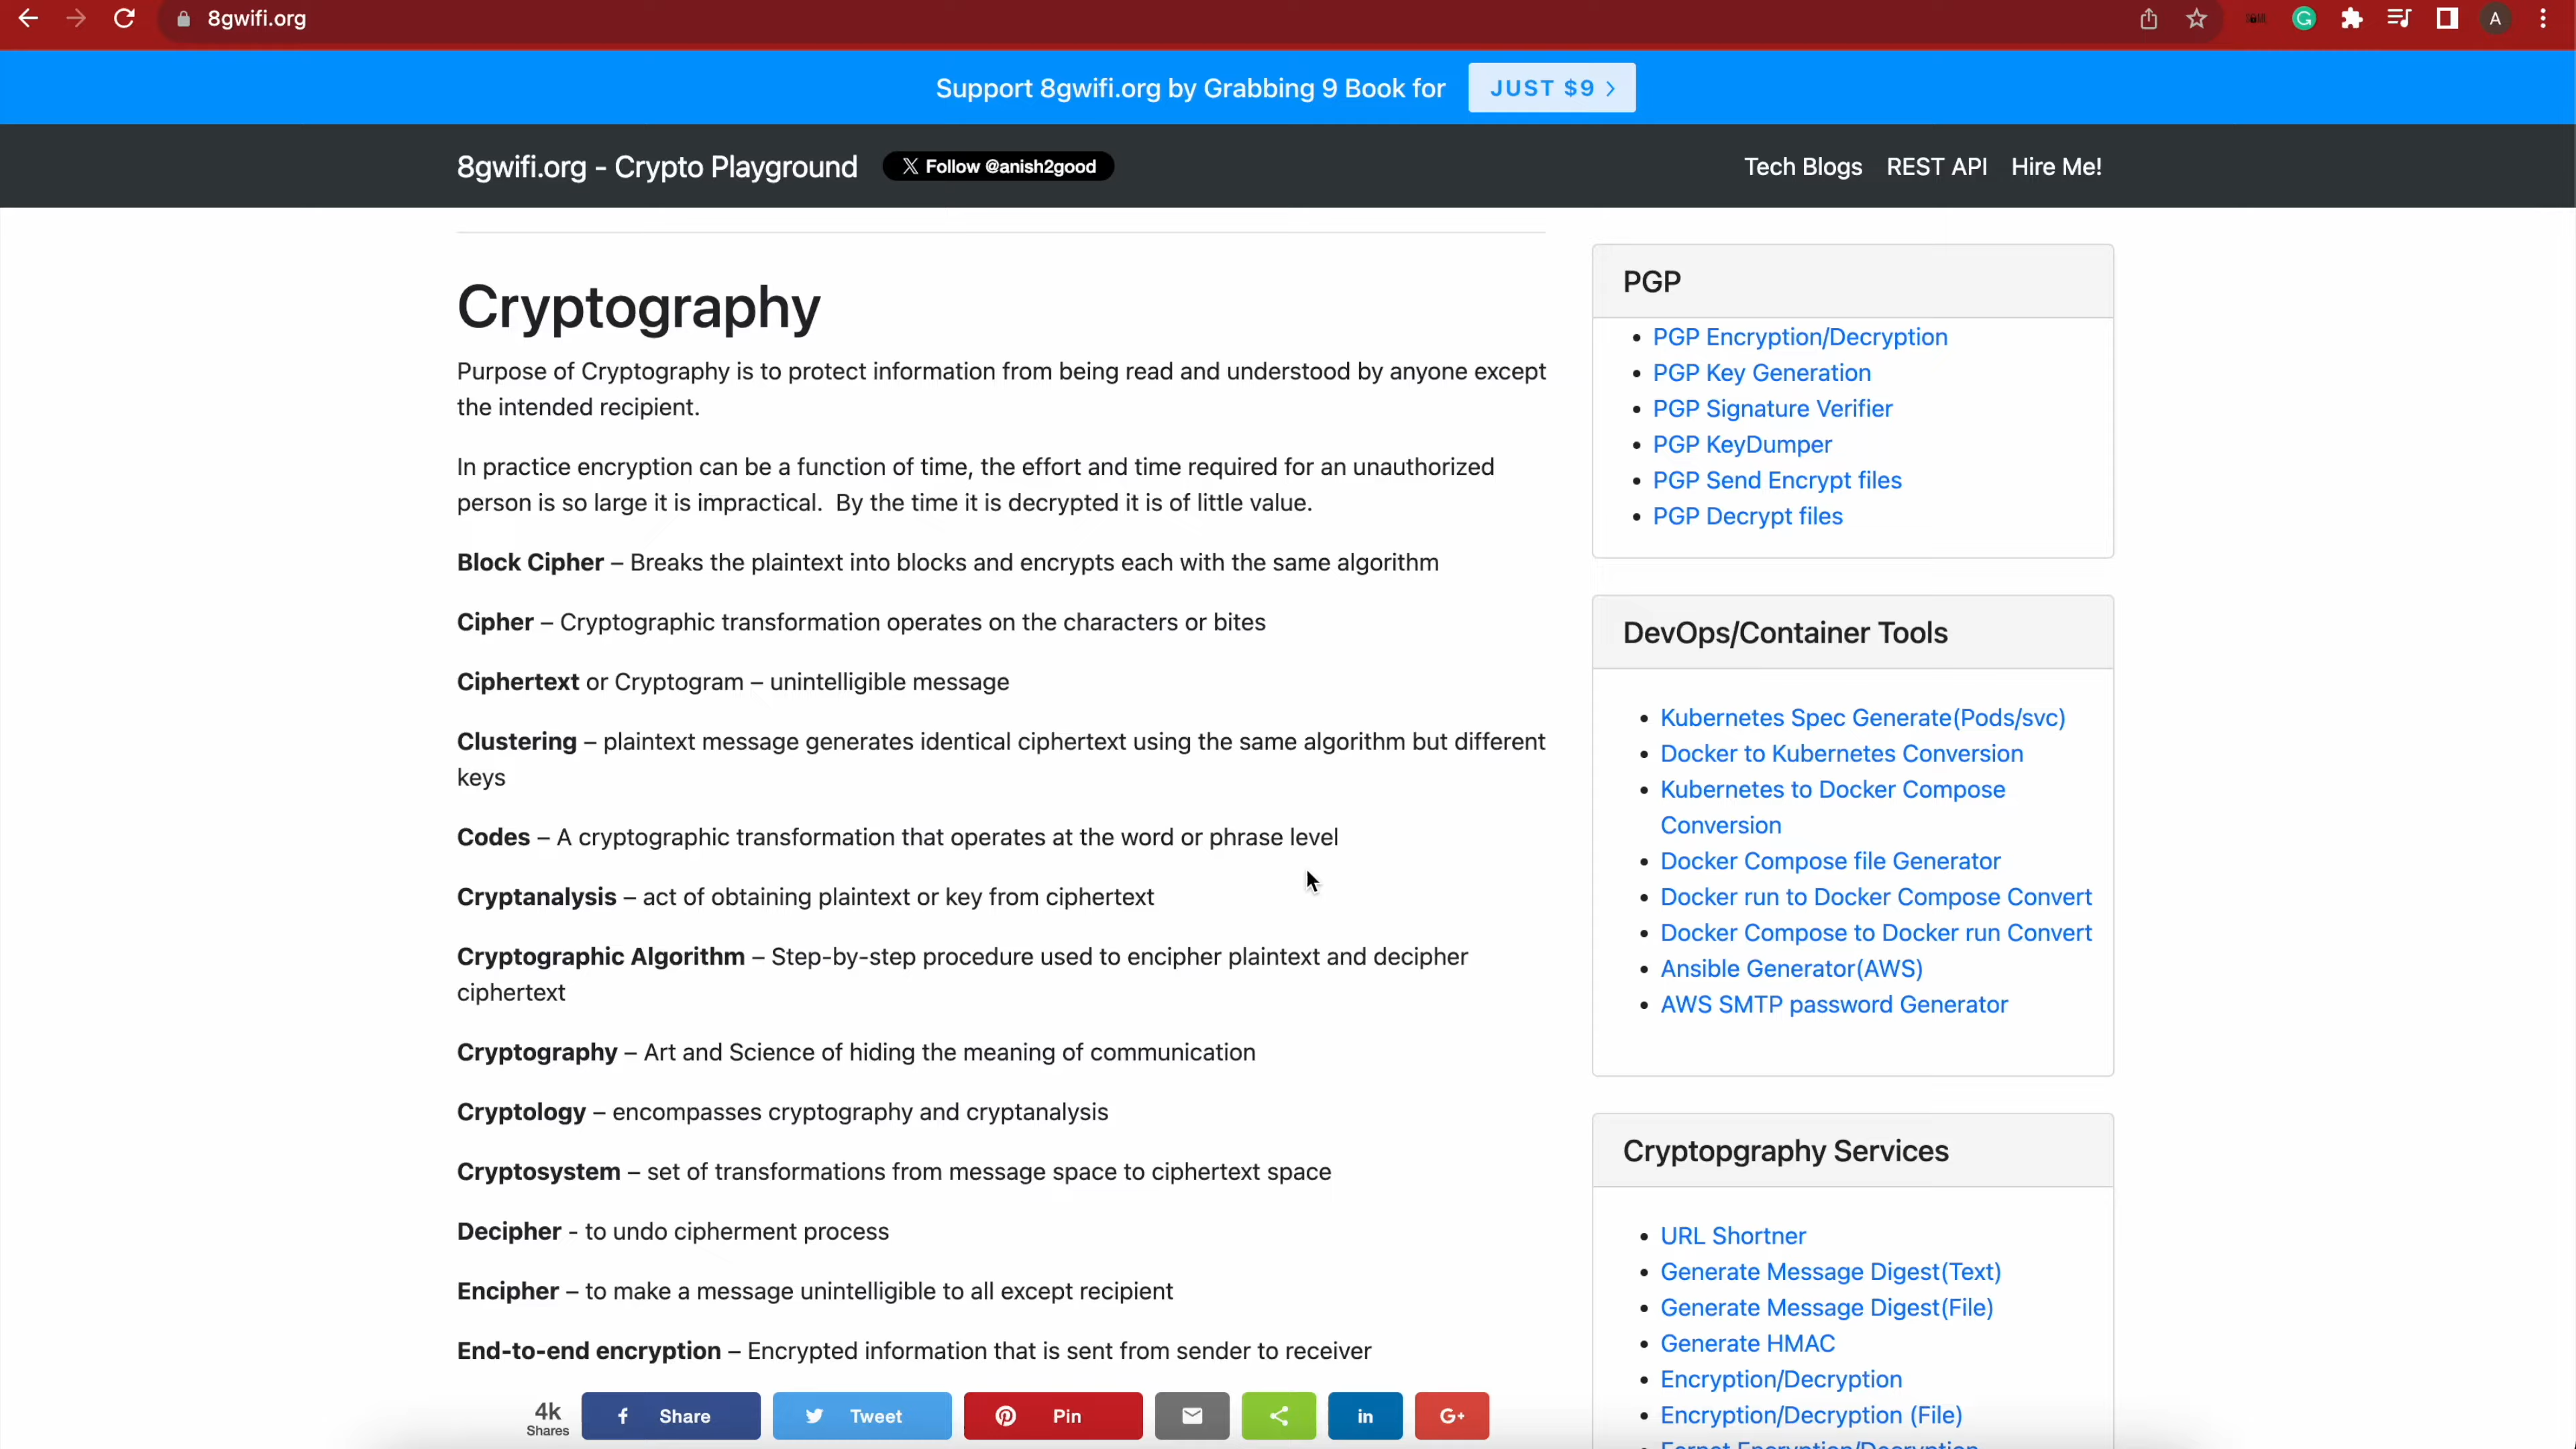 8gwifi.org
A
Support 8gwifi.org by Grabbing 9 Book for JUST $9 >
8gwifi.org - Crypto Playground
X Follow @anish2good
Tech Blogs REST API Hire Me!
Cryptography
Purpose of Cryptography is to protect information from being read and understood by anyone except
the intended recipient.
In practice encryption can be a function of time, the effort and time required for an unauthorized
person is so large it is impractical.  By the time it is decrypted it is of little value.
Block Cipher – Breaks the plaintext into blocks and encrypts each with the same algorithm
Cipher – Cryptographic transformation operates on the characters or bites
Ciphertext or Cryptogram – unintelligible message
Clustering – plaintext message generates identical ciphertext using the same algorithm but different
keys
Codes – A cryptographic transformation that operates at the word or phrase level
Cryptanalysis – act of obtaining plaintext or key from ciphertext
Cryptographic Algorithm – Step-by-step procedure used to encipher plaintext and decipher
ciphertext
Cryptography – Art and Science of hiding the meaning of communication
Cryptology – encompasses cryptography and cryptanalysis
Cryptosystem – set of transformations from message space to ciphertext space
Decipher - to undo cipherment process
Encipher – to make a message unintelligible to all except recipient
End-to-end encryption – Encrypted information that is sent from sender to receiver
4k
Shares
f Share
Tweet
Pin
in
G+
PGP
• PGP Encryption/Decryption
• PGP Key Generation
• PGP Signature Verifier
• PGP KeyDumper
• PGP Send Encrypt files
• PGP Decrypt files
DevOps/Container Tools
• Kubernetes Spec Generate(Pods/svc)
• Docker to Kubernetes Conversion
• Kubernetes to Docker Compose
Conversion
• Docker Compose file Generator
• Docker run to Docker Compose Convert
• Docker Compose to Docker run Convert
• Ansible Generator(AWS)
• AWS SMTP password Generator
Cryptopgraphy Services
• URL Shortner
• Generate Message Digest(Text)
• Generate Message Digest(File)
• Generate HMAC
• Encryption/Decryption
• Encryption/Decryption (File)